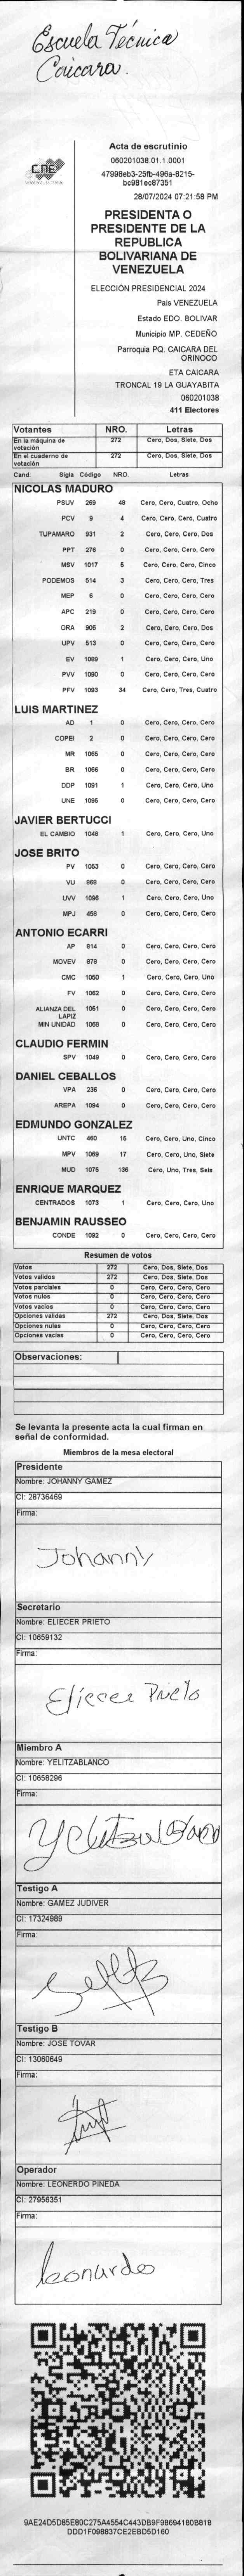 Escuela Técnica
Caicara.
CNE
Acta de escrutinio
060201038.01.1.0001
47998eb3-25fb-496a-8215-
bc981ec87351
28/07/2024 07:21:58 PM
PRESIDENTA O
PRESIDENTE DE LA
REPUBLICA
BOLIVARIANA DE
VENEZUELA
ELECCIÓN PRESIDENCIAL 2024
Pais VENEZUELA
Estado EDO. BOLIVAR
Municipio MP. CEDEÑO
Parroquia PQ. CAICARA DEL
ORINOCO
ETA CAICARA
TRONCAL 19 LA GUAYABITA
060201038
411 Electores
Votantes NRO. Letras
En la máquina de votación 272 Cero, Dos, Siete, Dos
En el cuaderno de votación 272 Cero, Dos, Siete, Dos
Cand. Sigla Código NRO. Letras
NICOLAS MADURO
PSUV 269 48 Cero, Cero, Cuatro, Ocho
PCV 9 4 Cero, Cero, Cero, Cuatro
TUPAMARO 931 2 Cero, Cero, Cero, Dos
PPT 276 0 Cero, Cero, Cero, Cero
MSV 1017 5 Cero, Cero, Cero, Cinco
PODEMOS 514 3 Cero, Cero, Cero, Tres
MEP 6 0 Cero, Cero, Cero, Cero
APC 219 0 Cero, Cero, Cero, Cero
ORA 906 2 Cero, Cero, Cero, Dos
UPV 513 0 Cero, Cero, Cero, Cero
EV 1089 1 Cero, Cero, Cero, Uno
PVV 1090 0 Cero, Cero, Cero, Cero
PFV 1093 34 Cero, Cero, Tres, Cuatro
LUIS MARTINEZ
AD 1 0 Cero, Cero, Cero, Cero
COPEI 2 0 Cero, Cero, Cero, Cero
MR 1065 0 Cero, Cero, Cero, Cero
BR 1066 0 Cero, Cero, Cero, Cero
DDP 1091 1 Cero, Cero, Cero, Uno
UNE 1095 0 Cero, Cero, Cero, Cero
JAVIER BERTUCCI
EL CAMBIO 1048 1 Cero, Cero, Cero, Uno
JOSE BRITO
PV 1053 0 Cero, Cero, Cero, Cero
VU 868 0 Cero, Cero, Cero, Cero
UVV 1096 1 Cero, Cero, Cero, Uno
MPJ 458 0 Cero, Cero, Cero, Cero
ANTONIO ECARRI
AP 814 0 Cero, Cero, Cero, Cero
MOVEV 878 0 Cero, Cero, Cero, Cero
CMC 1050 1 Cero, Cero, Cero, Uno
FV 1062 0 Cero, Cero, Cero, Cero
ALIANZA DEL LAPIZ 1051 0 Cero, Cero, Cero, Cero
MIN UNIDAD 1068 0 Cero, Cero, Cero, Cero
CLAUDIO FERMIN
SPV 1049 0 Cero, Cero, Cero, Cero
DANIEL CEBALLOS
VPA 236 0 Cero, Cero, Cero, Cero
AREPA 1094 0 Cero, Cero, Cero, Cero
EDMUNDO GONZALEZ
UNTC 460 15 Cero, Cero, Uno, Cinco
MPV 1069 17 Cero, Cero, Uno, Siete
MUD 1075 136 Cero, Uno, Tres, Seis
ENRIQUE MARQUEZ
CENTRADOS 1073 1 Cero, Cero, Cero, Uno
BENJAMIN RAUSSEO
CONDE 1092 0 Cero, Cero, Cero, Cero
Resumen de votos
Votos 272 Cero, Dos, Siete, Dos
Votos validos 272 Cero, Dos, Siete, Dos
Votos parciales 0 Cero, Cero, Cero, Cero
Votos nulos 0 Cero, Cero, Cero, Cero
Votos vacios 0 Cero, Cero, Cero, Cero
Opciones validas 272 Cero, Dos, Siete, Dos
Opciones nulas 0 Cero, Cero, Cero, Cero
Opciones vacias 0 Cero, Cero, Cero, Cero
Observaciones:
Se levanta la presente acta la cual firman en
señal de conformidad.
Miembros de la mesa electoral
Presidente
Nombre: JOHANNY GAMEZ
CI: 28736469
Firma:
Johanny
Secretario
Nombre: ELIECER PRIETO
CI: 10659132
Firma:
Eliecer Prieto
Miembro A
Nombre: YELITZABLANCO
CI: 10658296
Firma:
Testigo A
Nombre: GAMEZ JUDIVER
CI: 17324989
Firma:
Testigo B
Nombre: JOSE TOVAR
CI: 13060649
Firma:
Operador
Nombre: LEONERDO PINEDA
CI: 27956351
Firma:
leonardo
9AE24D5D85E80C275A4554C443DB9F98694180B818
DDD1F098837CE2EBD5D160